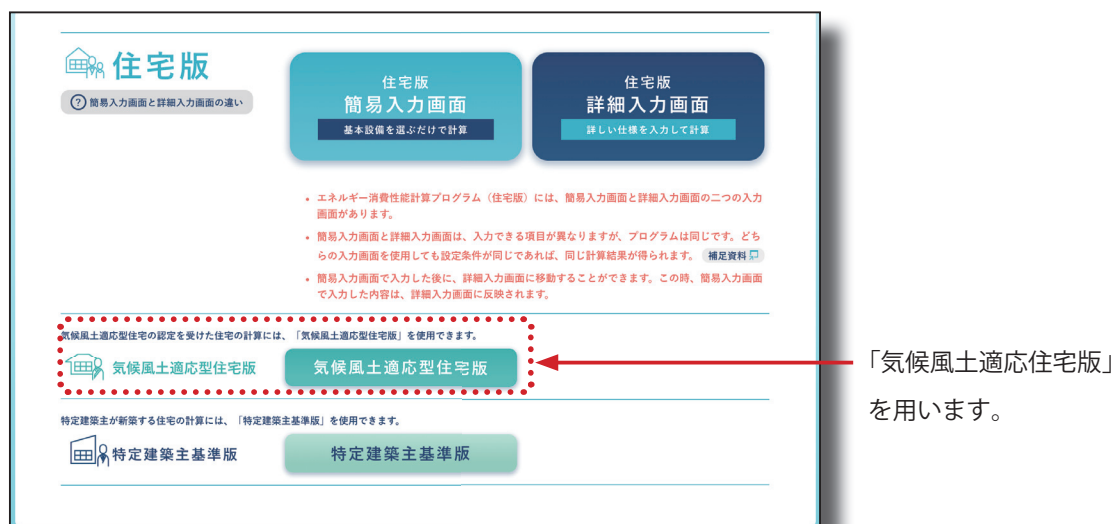 住宅版
? 簡易入力画面と詳細入力画面の違い
住宅版
簡易入力画面
基本設備を選ぶだけで計算
住宅版
詳細入力画面
詳しい仕様を入力して計算
• エネルギー消費性能計算プログラム（住宅版）には、簡易入力画面と詳細入力画面の二つの入力
画面があります。
• 簡易入力画面と詳細入力画面は、入力できる項目が異なりますが、プログラムは同じです。どち
らの入力画面を使用しても設定条件が同じであれば、同じ計算結果が得られます。 補足資料
• 簡易入力画面で入力した後に、詳細入力画面に移動することができます。この時、簡易入力画面
で入力した内容は、詳細入力画面に反映されます。
気候風土適応型住宅の認定を受けた住宅の計算には、「気候風土適応型住宅版」を使用できます。
気候風土適応型住宅版
気候風土適応型住宅版
「気候風土適応住宅版」
を用います。
特定建築主が新築する住宅の計算には、「特定建築主基準版」を使用できます。
特定建築主基準版
特定建築主基準版